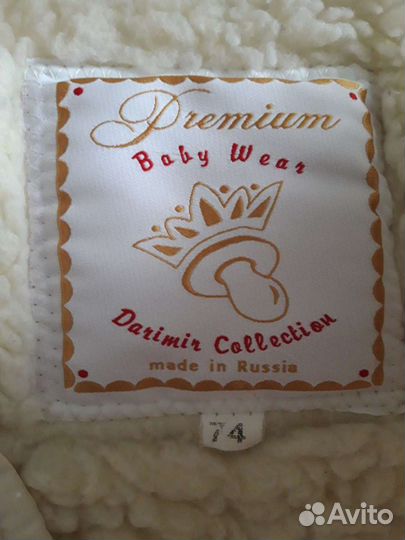 Premium
Baby Wear
Darimir Collection
made in Russia
74
Avito